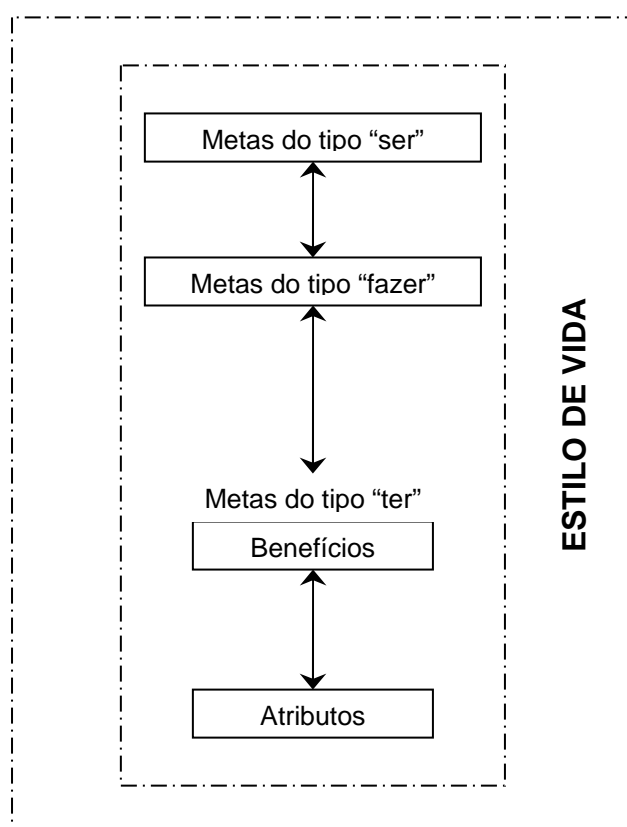 Metas do tipo “ser”
Metas do tipo “fazer”
Metas do tipo “ter”
Benefícios
Atributos
ESTILO DE VIDA